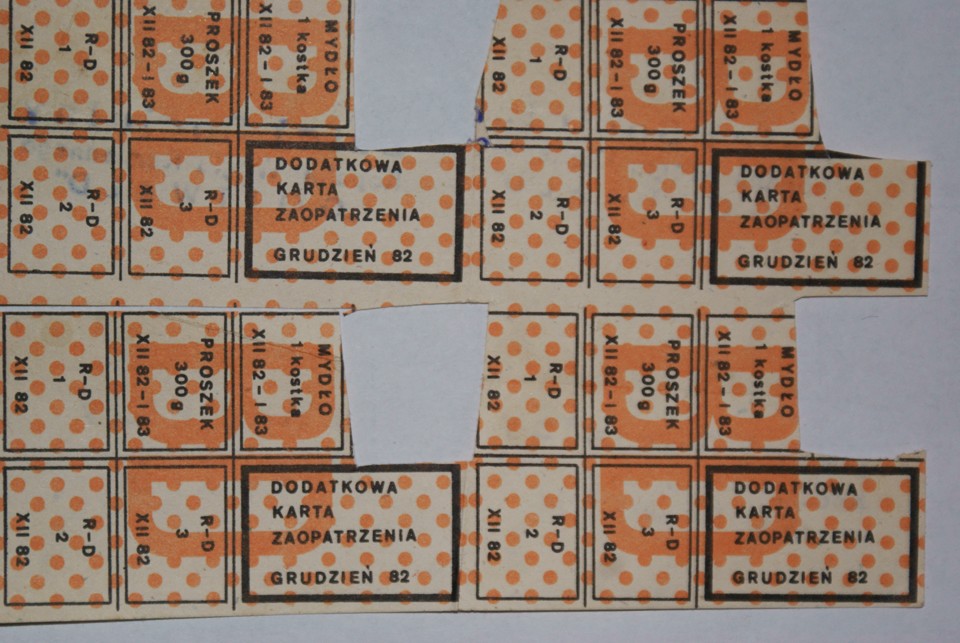 R-D
1
XII 82
PROSZEK
300g
XII 82-I 83
MYDŁO
1 kostka
XII 82-I 83
R-D
2
XII 82
R-D
3
XII 82
DODATKOWA
KARTA
ZAOPATRZENIA
GRUDZIEŃ 82
R-D
1
XII 82
PROSZEK
300g
XII 82-I 83
MYDŁO
1 kostka
XII 82-I 83
R-D
2
XII 82
R-D
3
XII 82
DODATKOWA
KARTA
ZAOPATRZENIA
GRUDZIEŃ 82
R-D
1
XII 82
PROSZEK
300g
XII 82-I 83
MYDŁO
1 kostka
XII 82-I 83
R-D
2
XII 82
R-D
3
XII 82
DODATKOWA
KARTA
ZAOPATRZENIA
GRUDZIEŃ 82
R-D
1
XII 82
PROSZEK
300g
XII 82-I 83
MYDŁO
1 kostka
XII 82-I 83
R-D
2
XII 82
R-D
3
XII 82
DODATKOWA
KARTA
ZAOPATRZENIA
GRUDZIEŃ 82